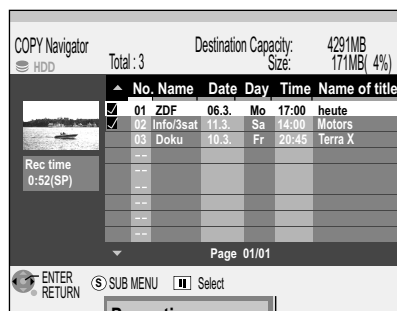 COPY Navigator
HDD
Total : 3
Destination Capacity: 4291MB
Size: 171MB( 4%)
No. Name Date Day Time Name of title
01 ZDF 06.3. Mo 17:00 heute
02 Info/3sat 11.3. Sa 14:00 Motors
03 Doku 10.3. Fr 20:45 Terra X
--
--
--
--
--
Rec time
0:52(SP)
Page 01/01
ENTER
RETURN
S SUB MENU Select